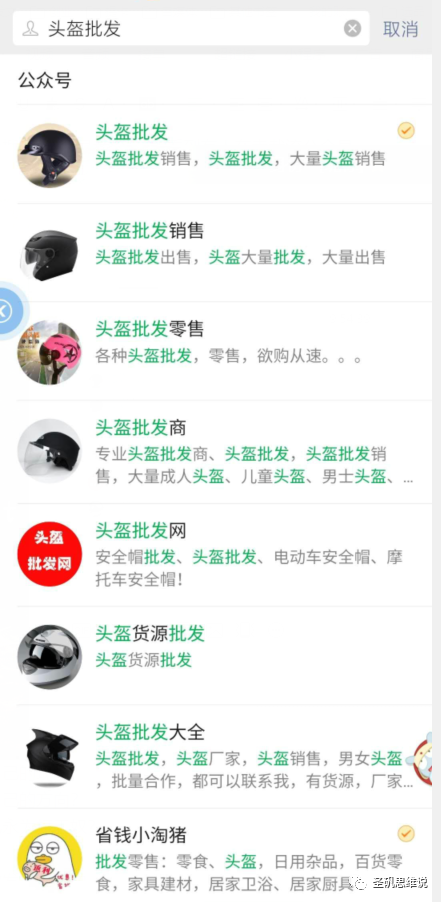 头盔批发
取消
公众号
头盔批发
头盔批发销售，头盔批发，大量头盔销售
头盔批发销售
头盔批发出售，头盔大量批发，大量出售
头盔批发零售
各种头盔批发，零售，欲购从速。。。
头盔批发商
专业头盔批发商、头盔批发，头盔批发销
售，大量成人头盔、儿童头盔、男士头盔、...
头盔
批发网
头盔批发网
安全帽批发、头盔批发、电动车安全帽、摩
托车安全帽！
头盔货源批发
头盔货源批发
头盔批发大全
头盔批发，头盔厂家，头盔销售，男女头盔
，批量合作，都可以联系我，有货源，厂家...
省钱小淘猪
批发零售：零食、头盔，日用杂品，百货零
食，家具建材，居家卫浴、居家厨具
圣矾思维说